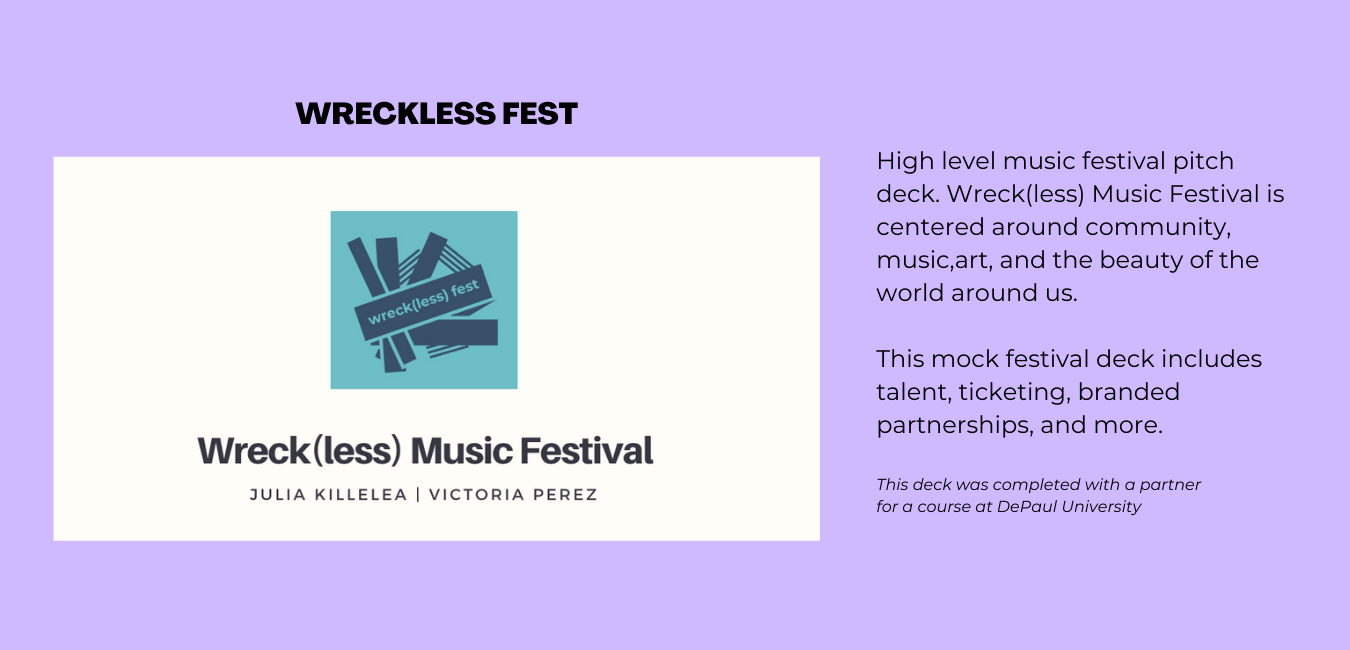 WRECKLESS FEST
wreck(less) fest
Wreck(less) Music Festival
JULIA KILLELEA | VICTORIA PEREZ
High level music festival pitch
deck. Wreck(less) Music Festival is
centered around community,
music,art, and the beauty of the
world around us.
This mock festival deck includes
talent, ticketing, branded
partnerships, and more.
This deck was completed with a partner
for a course at DePaul University